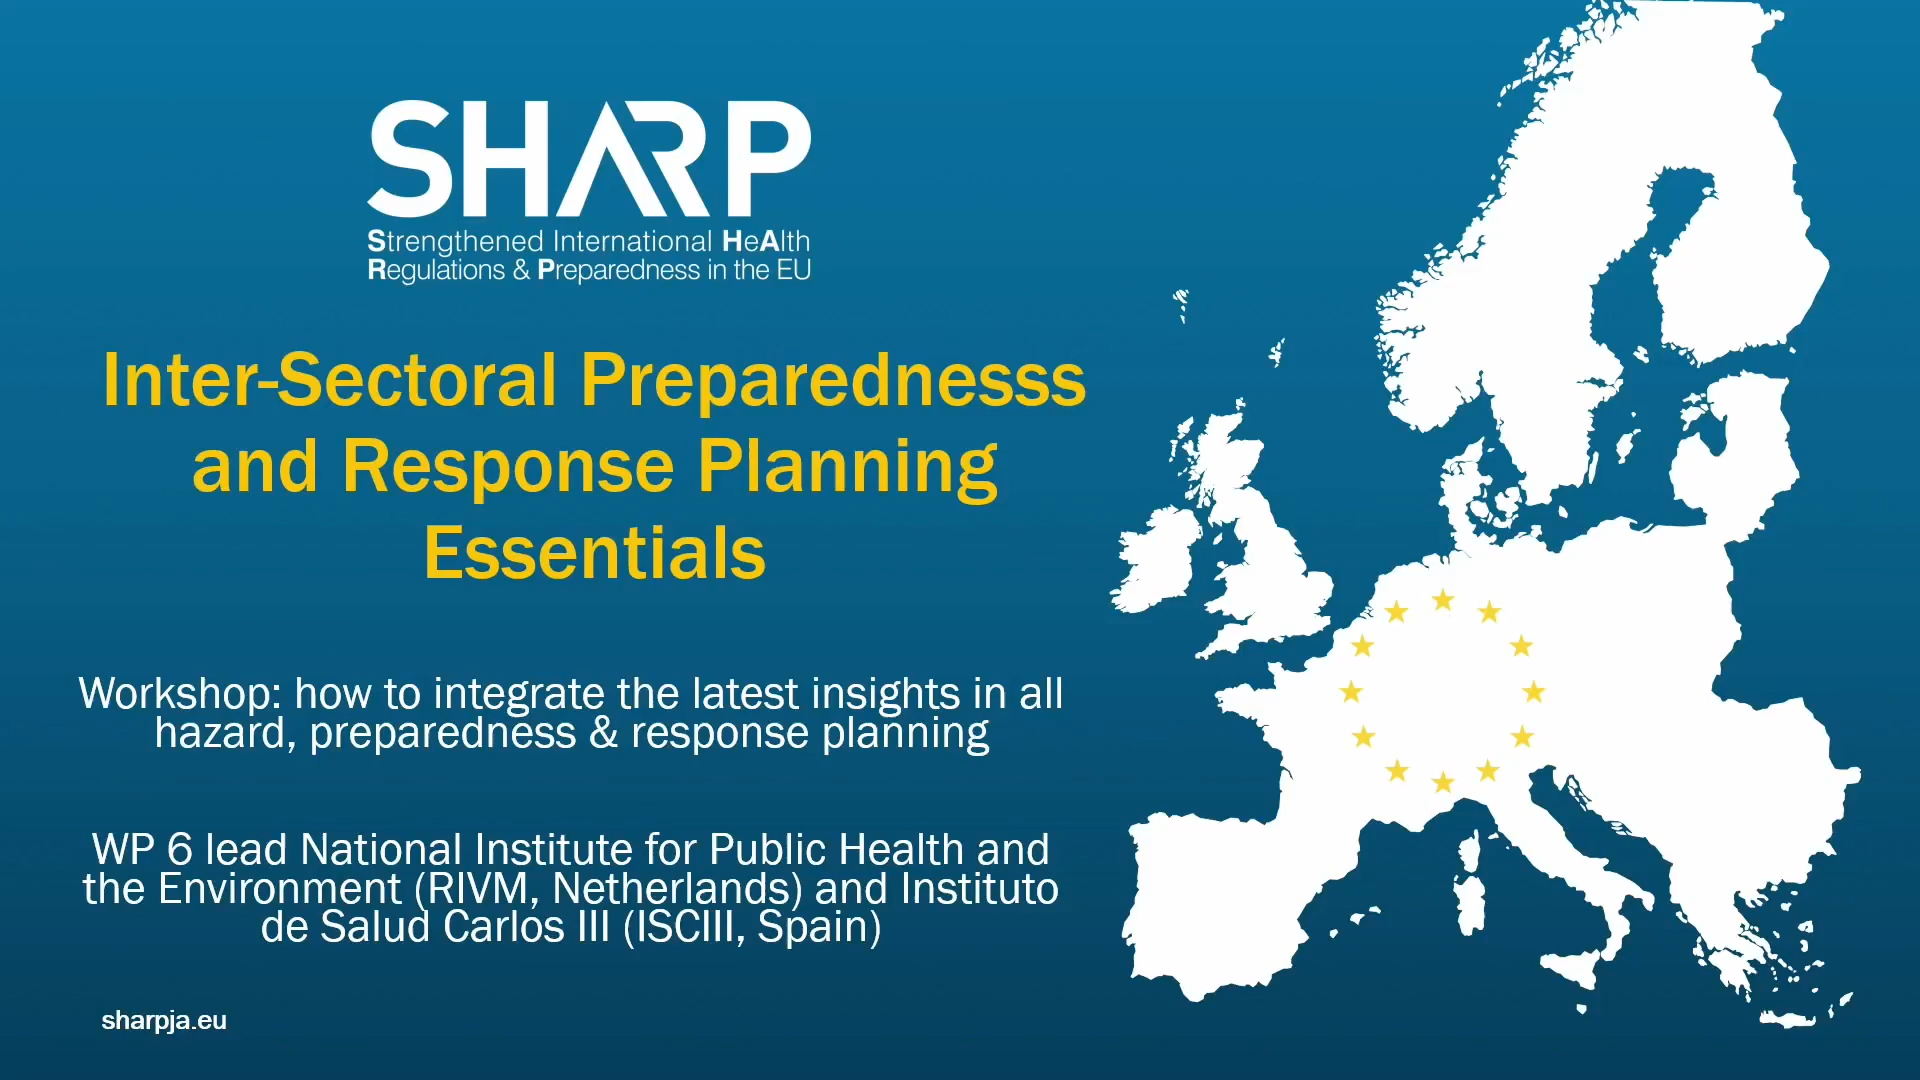 SHARP
Strengthened International HeAlth
Regulations & Preparedness in the EU
Inter-Sectoral Preparednesss
and Response Planning
Essentials
Workshop: how to integrate the latest insights in all
hazard, preparedness & response planning
WP 6 lead National Institute for Public Health and
the Environment (RIVM, Netherlands) and Instituto
de Salud Carlos III (ISCIII, Spain)
sharpja.eu